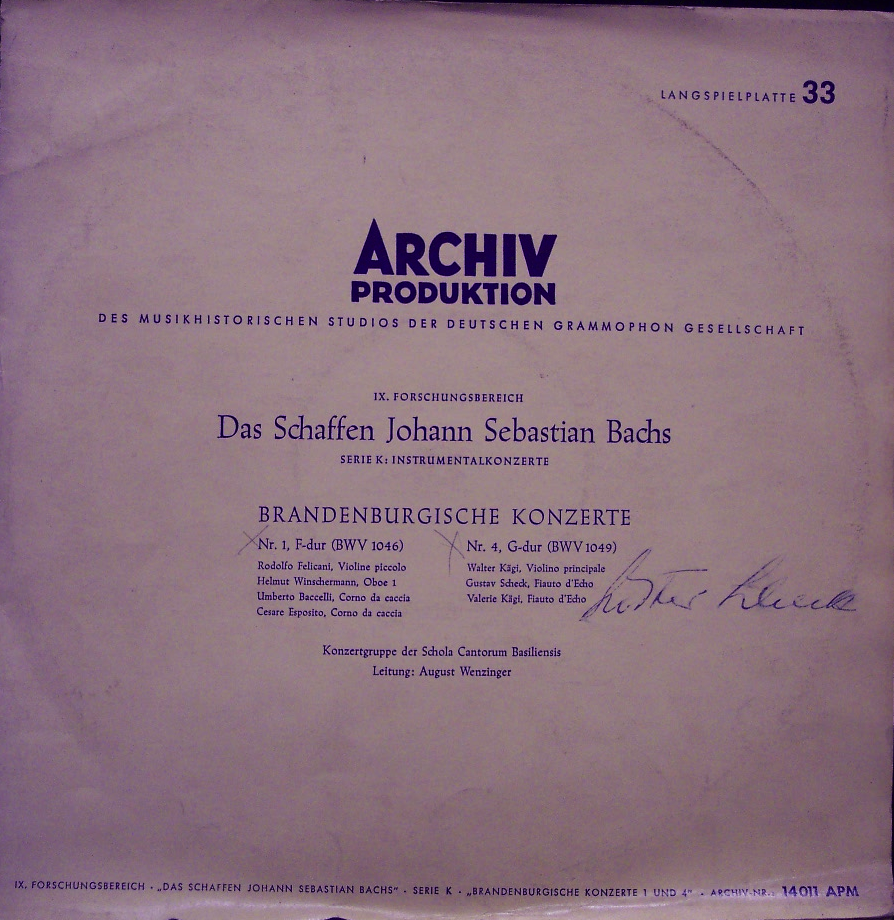 LANGSPIELPLATTE 33
ARCHIV
PRODUKTION
DES MUSIKHISTORISCHEN STUDIOS DER DEUTSCHEN GRAMMOPHON GESELLSCHAFT
IX. FORSCHUNGSBEREICH
Das Schaffen Johann Sebastian Bachs
SERIE K: INSTRUMENTALKONZERTE
BRANDENBURGISCHE KONZERTE
Nr. 1, F-dur (BWV 1046)
Rodolfo Felicani, Violine piccolo
Helmut Winschermann, Oboe 1
Umberto Baccelli, Corno da caccia
Cesare Esposito, Corno da caccia
Nr. 4, G-dur (BWV 1049)
Walter Kägi, Violino principale
Gustav Scheck, Fiauto d'Echo
Valerie Kägi, Fiauto d'Echo
Konzertgruppe der Schola Cantorum Basiliensis
Leitung: August Wenzinger
IX. FORSCHUNGSBEREICH · „DAS SCHAFFEN JOHANN SEBASTIAN BACHS“ · SERIE K · „BRANDENBURGISCHE KONZERTE 1 UND 4“ · ARCHIV-NR.: 14011 APM